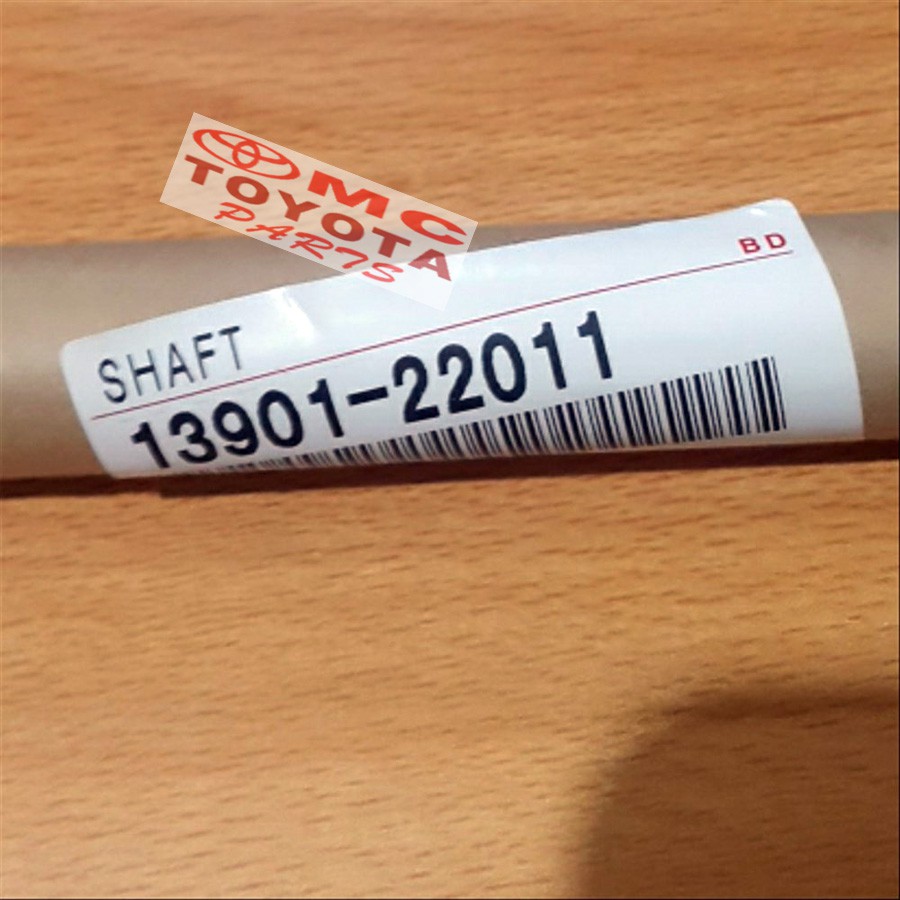 MC
TOYOTA
PARTS
BD
SHAFT
13901-22011